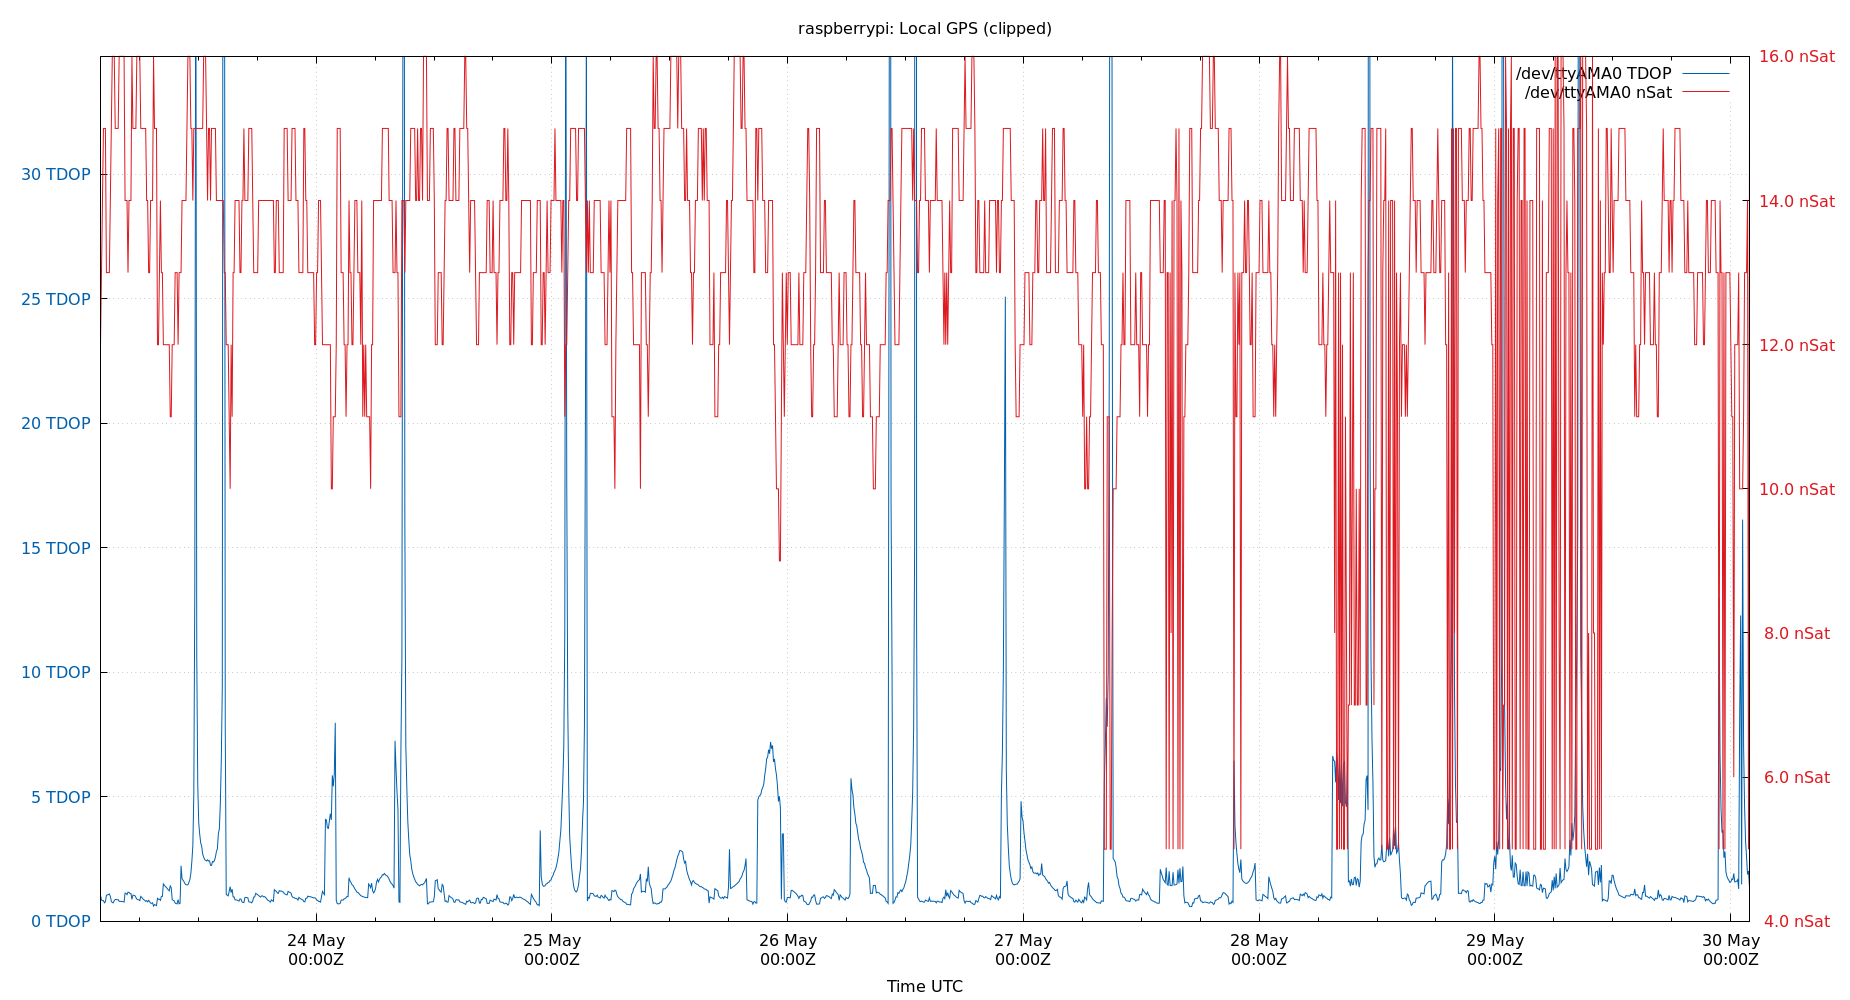 raspberrypi: Local GPS (clipped)
16.0 nSat
/dev/ttyAMA0 TDOP
/dev/ttyAMA0 nSat
30 TDOP
14.0 nSat
25 TDOP
12.0 nSat
20 TDOP
10.0 nSat
15 TDOP
8.0 nSat
10 TDOP
6.0 nSat
5 TDOP
0 TDOP
4.0 nSat
24 May 25 May 26 May 27 May 28 May 29 May 30 May
00:00Z 00:00Z 00:00Z 00:00Z 00:00Z 00:00Z 00:00Z
Time UTC